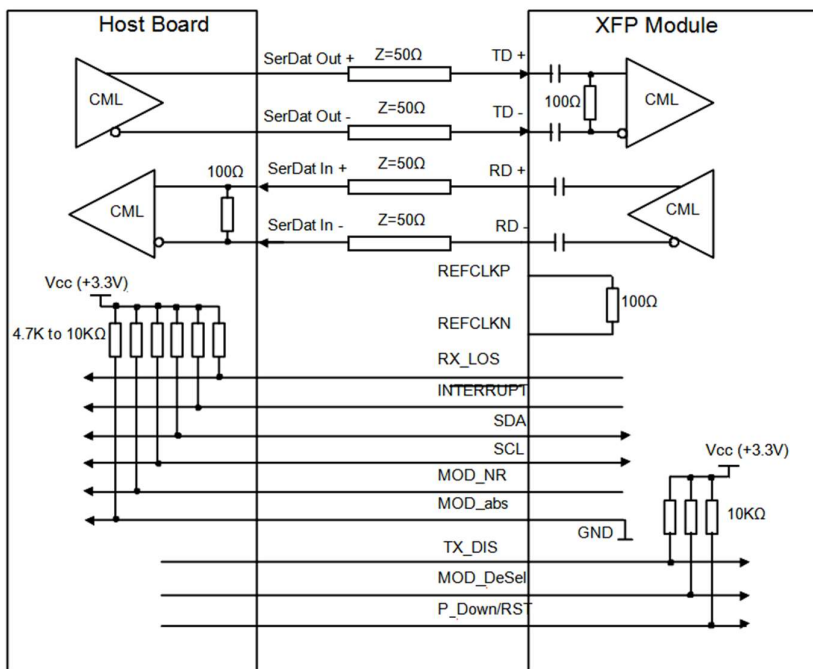 Host Board
XFP Module
SerDat Out +
Z=50Ω
TD +
CML
100Ω
CML
SerDat Out -
Z=50Ω
TD -
SerDat In +
Z=50Ω
RD +
100Ω
CML
CML
SerDat In -
Z=50Ω
RD -
REFCLKP
Vcc (+3.3V)
100Ω
REFCLKN
4.7K to 10KΩ
RX_LOS
INTERRUPT
SDA
SCL
Vcc (+3.3V)
MOD_NR
MOD_abs
10KΩ
GND
TX_DIS
MOD_DeSel
P_Down/RST